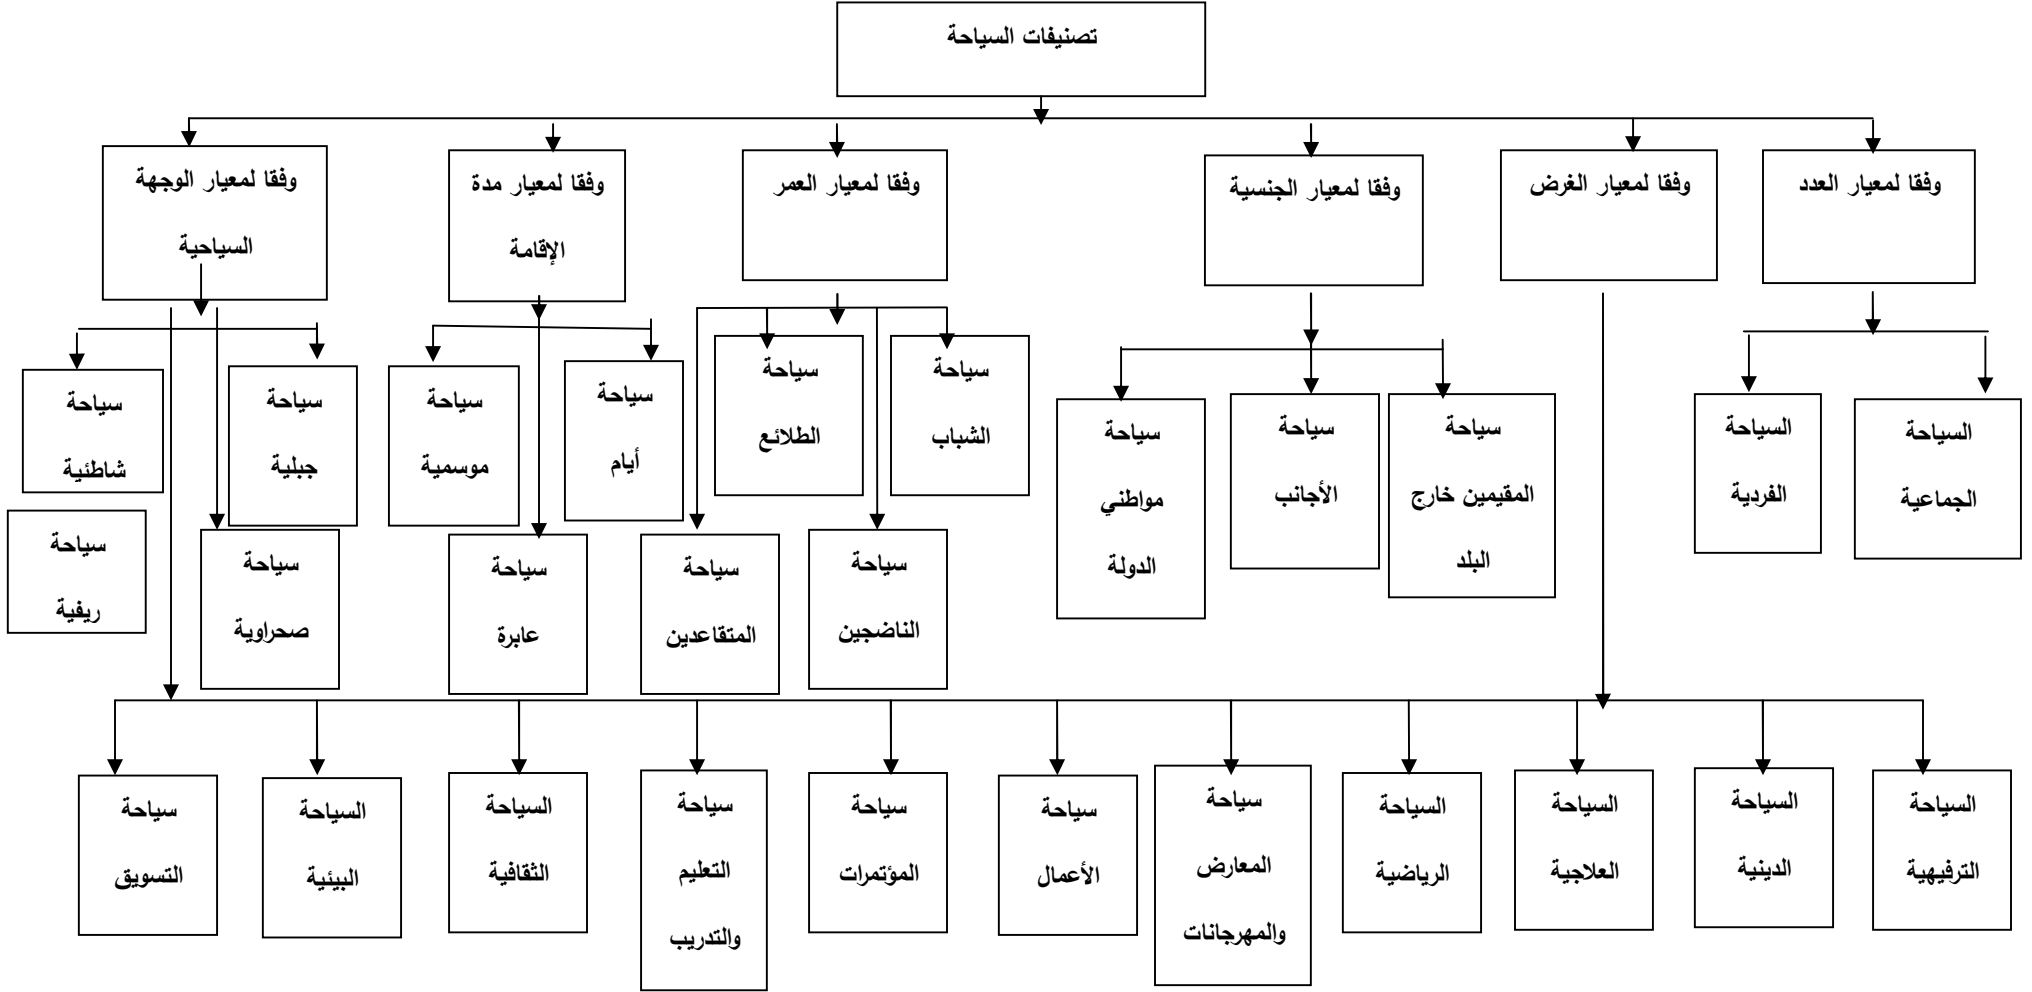 تصنيفات السياحة
وفقا لمعيار العدد
وفقا لمعيار الغرض
وفقا لمعيار الجنسية
وفقا لمعيار العمر
وفقا لمعيار مدة
الإقامة
وفقا لمعيار الوجهة
السياحية
السياحة
الجماعية
السياحة
الفردية
سياحة
المقيمين خارج
البلد
سياحة
الأجانب
سياحة
مواطني
الدولة
سياحة
الشباب
سياحة
الطلائع
سياحة
أيام
سياحة
موسمية
سياحة
جبلية
سياحة
شاطئية
سياحة
الناضجين
سياحة
المتقاعدين
سياحة
عابرة
سياحة
صحراوية
سياحة
ريفية
السياحة
الترفيهية
السياحة
الدينية
السياحة
العلاجية
السياحة
الرياضية
سياحة
المعارض
والمهرجانات
سياحة
الأعمال
سياحة
المؤتمرات
سياحة
التعليم
والتدريب
السياحة
الثقافية
السياحة
البيئية
سياحة
التسويق